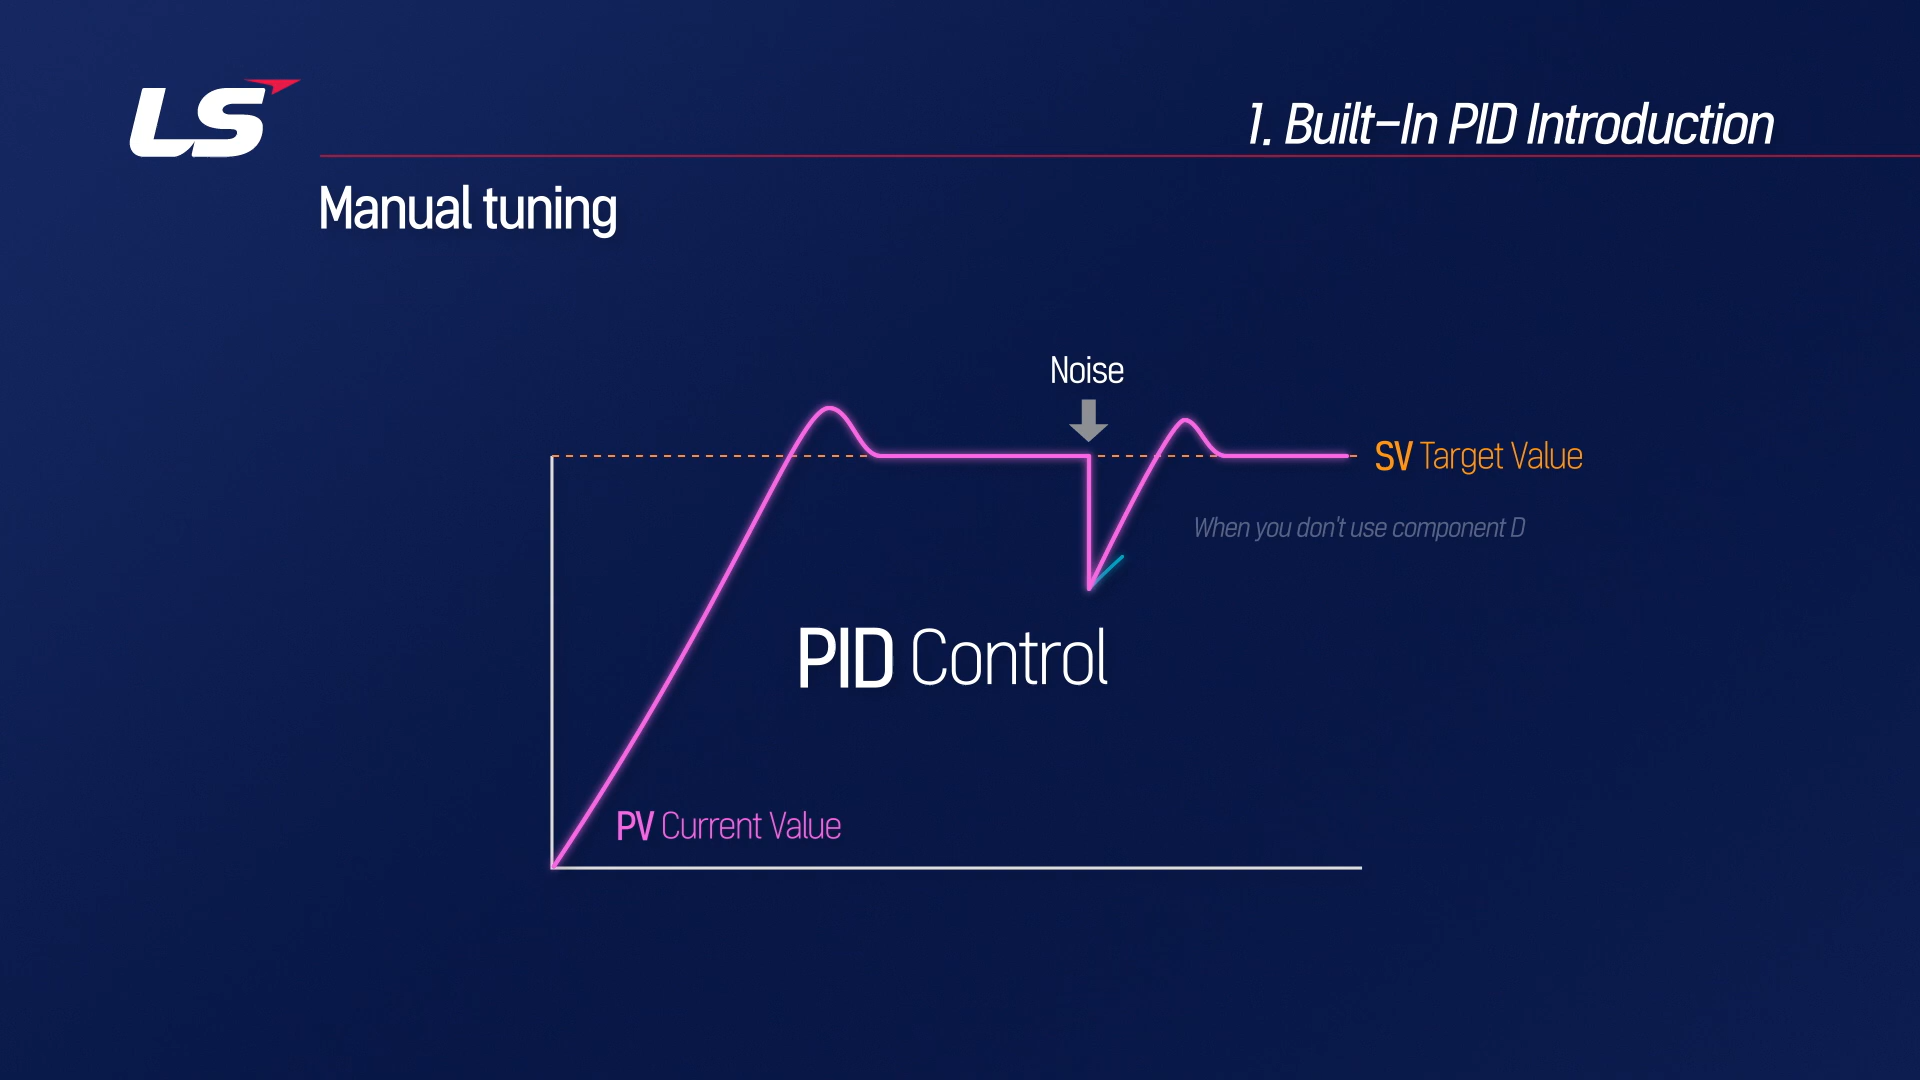 LS
1. Built-In PID Introduction
Manual tuning
Noise
SV Target Value
When you don't use component D
PID Control
PV Current Value